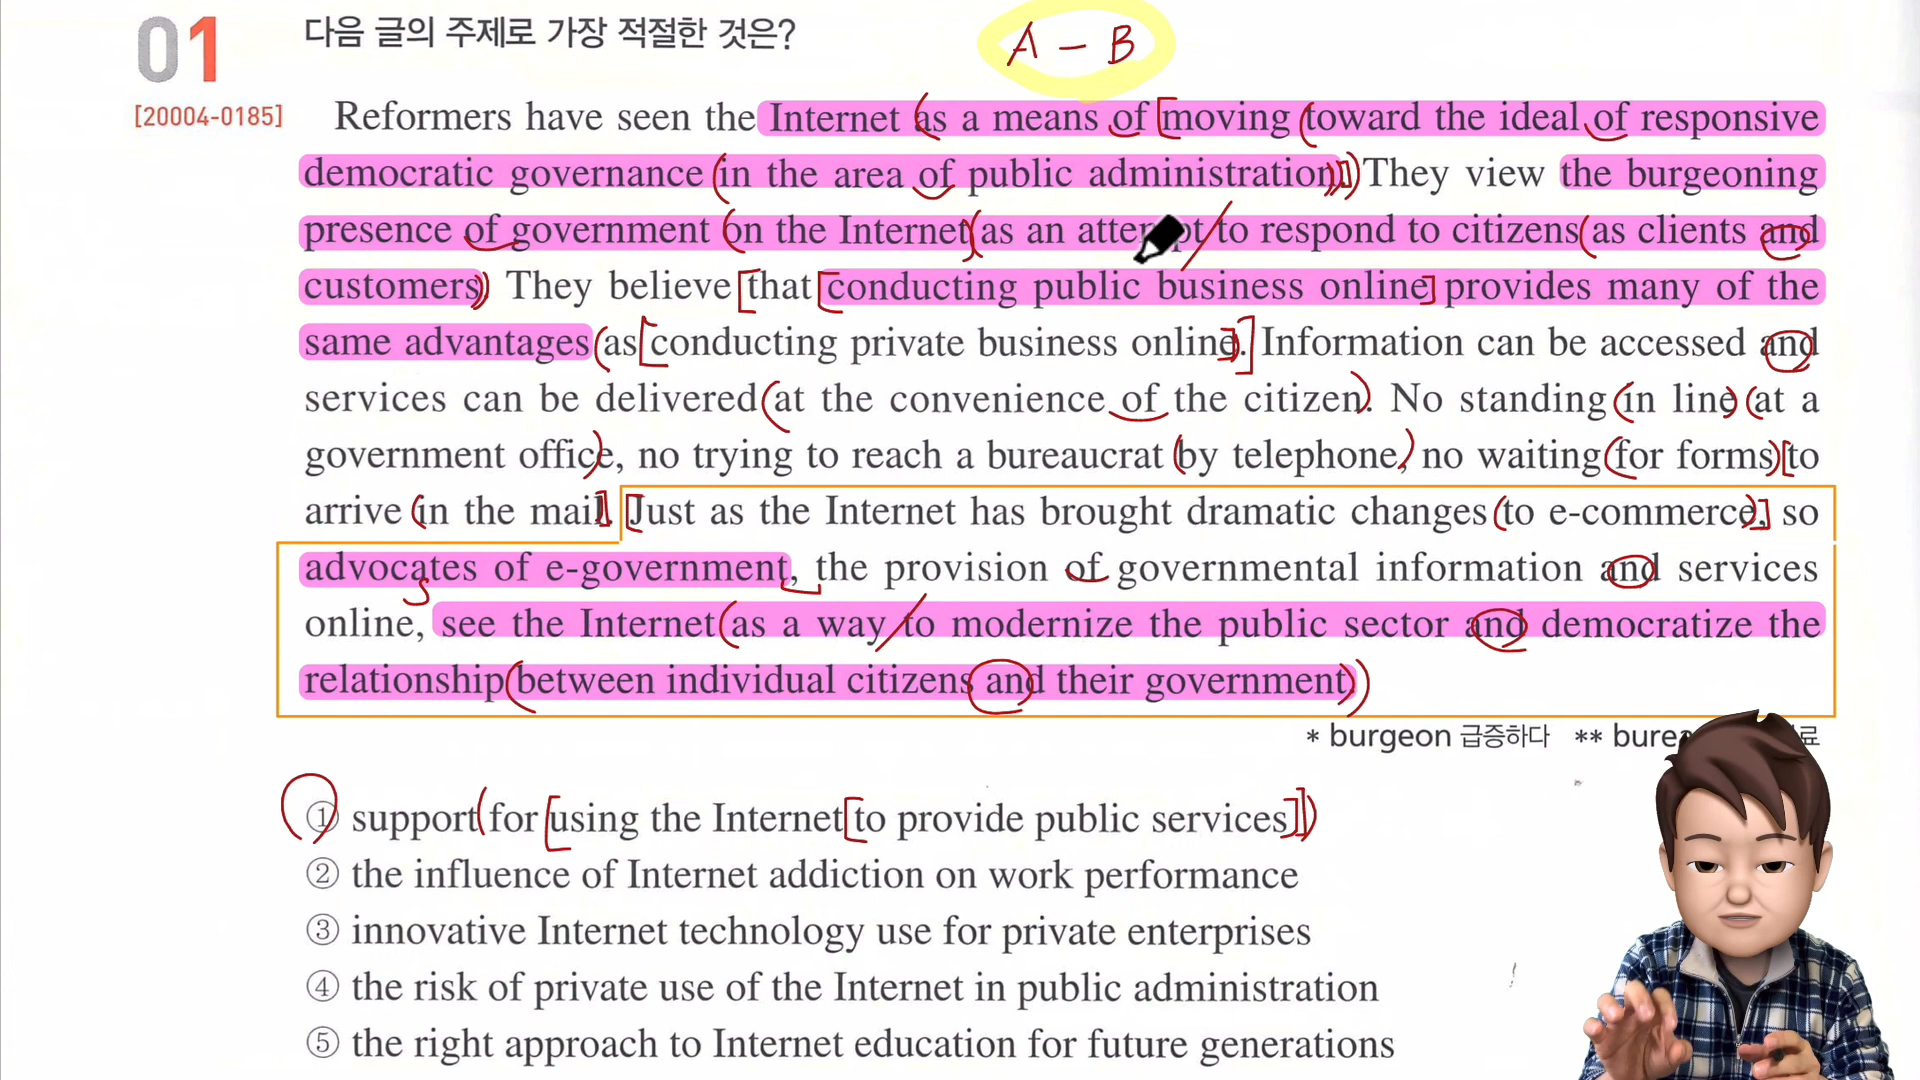 01
다음 글의 주제로 가장 적절한 것은?
A – B
[20004-0185]
Reformers have seen the Internet as a means of moving toward the ideal of responsive
democratic governance in the area of public administration. They view the burgeoning
presence of government on the Internet as an attempt to respond to citizens as clients and
customers. They believe that conducting public business online provides many of the
same advantages as conducting private business online. Information can be accessed and
services can be delivered at the convenience of the citizen. No standing in line at a
government office, no trying to reach a bureaucrat by telephone, no waiting for forms to
arrive in the mail. Just as the Internet has brought dramatic changes to e-commerce, so
advocates of e-government, the provision of governmental information and services
S
online, see the Internet as a way to modernize the public sector and democratize the
relationship between individual citizens and their government.
* burgeon 급증하다 ** bure
① support for using the Internet to provide public services
② the influence of Internet addiction on work performance
③ innovative Internet technology use for private enterprises
④ the risk of private use of the Internet in public administration
⑤ the right approach to Internet education for future generations